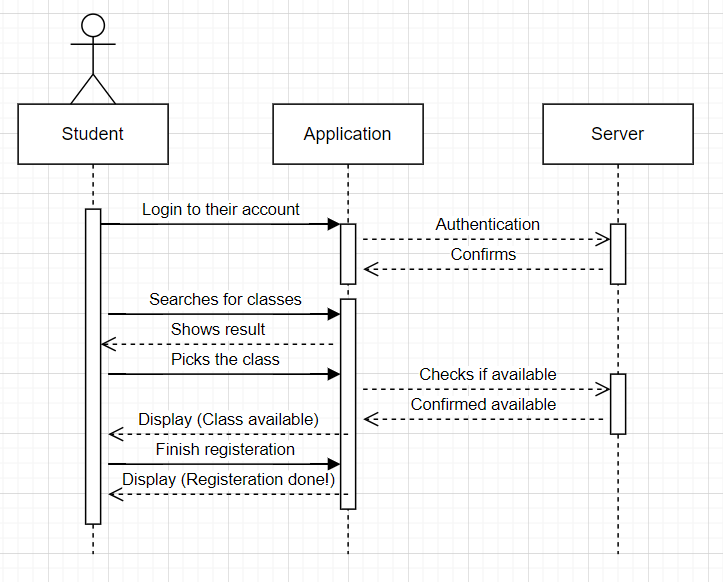 Student
Application
Server
Login to their account
Authentication
Confirms
Searches for classes
Shows result
Picks the class
Checks if available
Confirmed available
Display (Class available)
Finish registeration
Display (Registeration done!)